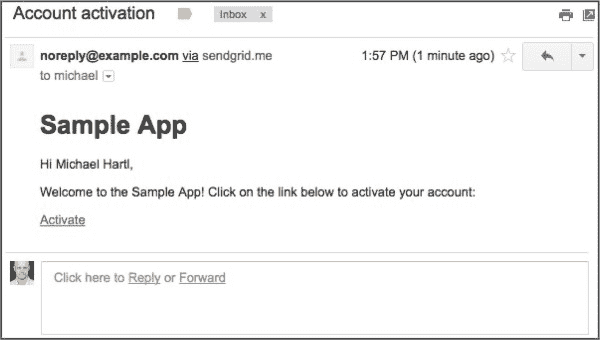 Account activation Inbox x
noreply@example.com via sendgrid.me 1:57 PM (1 minute ago)
to michael
Sample App
Hi Michael Hartl,
Welcome to the Sample App! Click on the link below to activate your account:
Activate
Click here to Reply or Forward